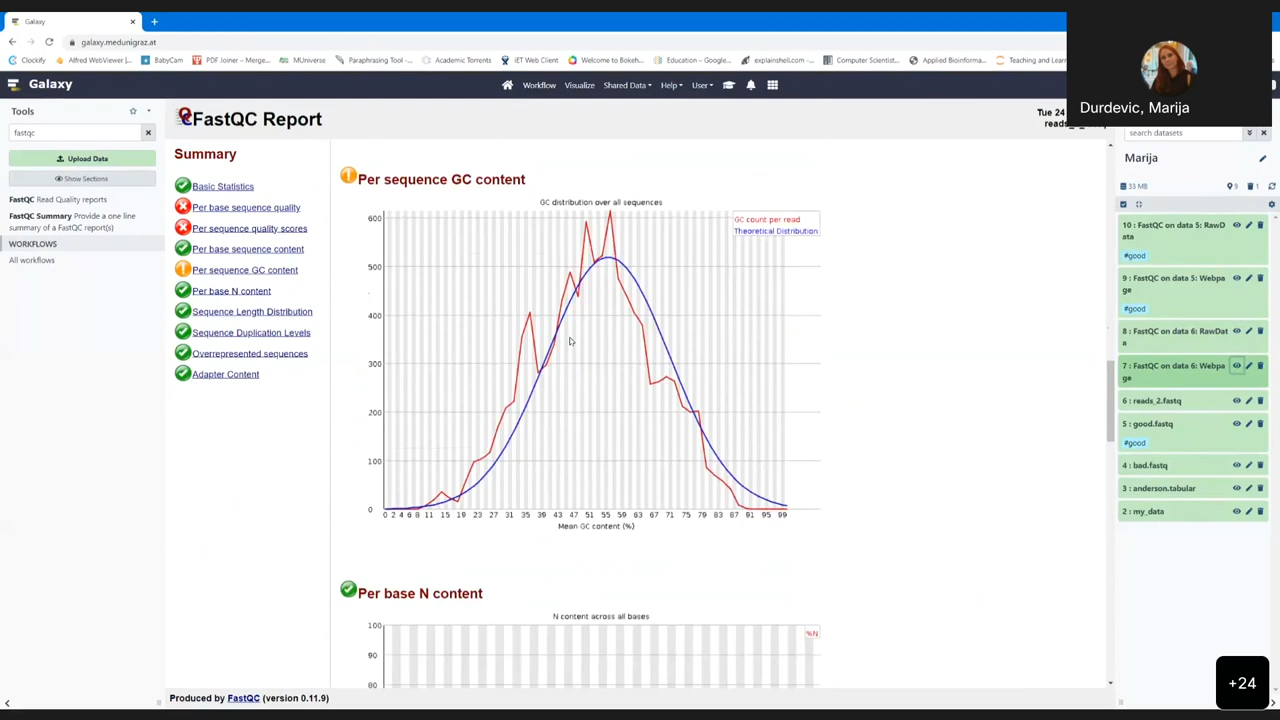 Galaxy
galaxy.medunigraz.at
Clockify
Alfred WebViewer |...
BabyCam
PDF Joiner – Merge...
MUniverse
Paraphrasing Tool -...
Academic Torrents
iET Web Client
Welcome to Bokeh...
Education – Google...
explainshell.com -...
Computer Scientist...
Applied Bioinforma...
Teaching and Learn
Durdevic, Marija
Galaxy
Workflow
Visualize
Shared Data
Help
User
Tools
fastqc
Upload Data
Show Sections
FastQC Read Quality reports
FastQC Summary Provide a one line
summary of a FastQC report(s)
WORKFLOWS
All workflows
FastQC Report
Tue 24
Summary
Basic Statistics
Per base sequence quality
Per sequence quality scores
Per base sequence content
Per sequence GC content
Per base N content
Sequence Length Distribution
Sequence Duplication Levels
Overrepresented sequences
Adapter Content
Per sequence GC content
GC distribution over all sequences
GC count per read
Theoretical Distribution
600
500
400
300
200
100
0
0 2 4 6 8 11 15 19 23 27 31 35 39 43 47 51 55 59 63 67 71 75 79 83 87 91 95 99
Mean GC content (%)
Per base N content
N content across all bases
%N
100
90
80
Produced by FastQC (version 0.11.9)
search datasets
Marija
33 MB
9
1
10 : FastQC on data 5: RawD
ata
#good
9 : FastQC on data 5: Webpa
ge
#good
8 : FastQC on data 6: RawDat
a
7 : FastQC on data 6: Webpa
ge
6 : reads_2.fastq
5 : good.fastq
#good
4 : bad.fastq
3 : anderson.tabular
2 : my_data
+24